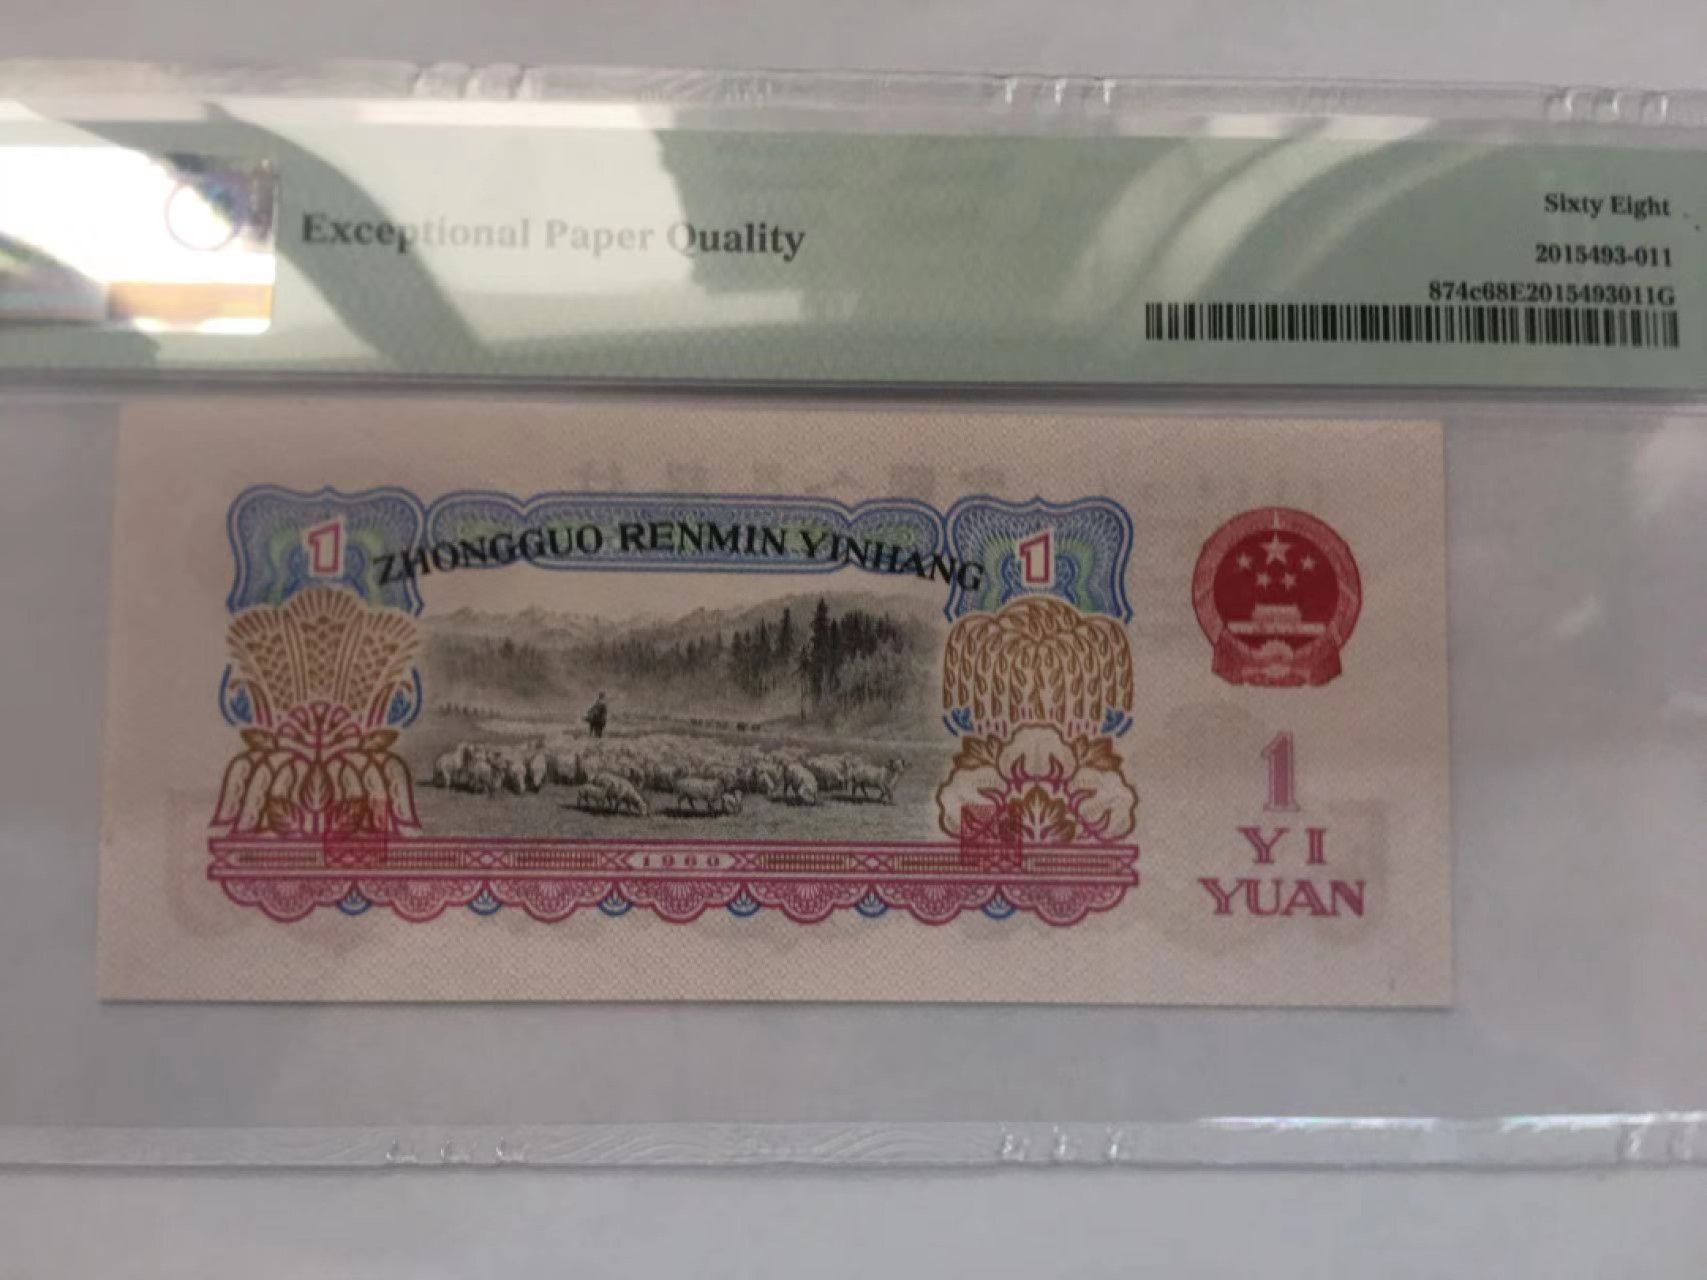 Exceptional Paper Quality
Sixty Eight
2015493-011
874c68E2015493011G
1
ZHONGGUO RENMIN YINHANG
1
1960
1
YI
YUAN